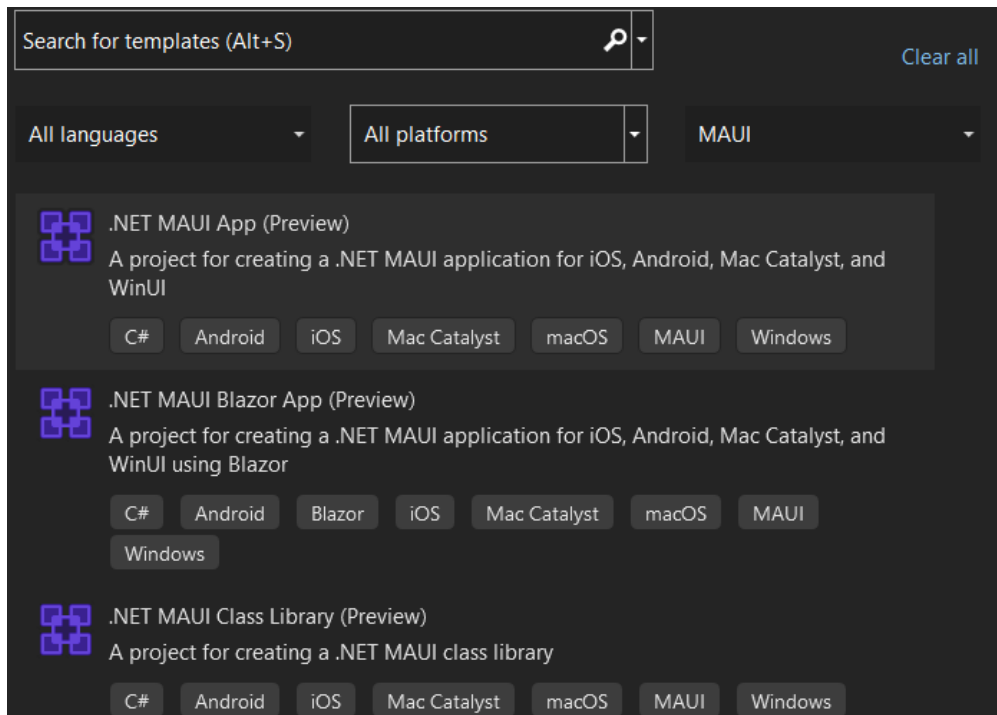 Search for templates (Alt+S)
Clear all
All languages
All platforms
MAUI
.NET MAUI App (Preview)
A project for creating a .NET MAUI application for iOS, Android, Mac Catalyst, and
WinUI
C# Android iOS Mac Catalyst macOS MAUI Windows
.NET MAUI Blazor App (Preview)
A project for creating a .NET MAUI application for iOS, Android, Mac Catalyst, and
WinUI using Blazor
C# Android Blazor iOS Mac Catalyst macOS MAUI
Windows
.NET MAUI Class Library (Preview)
A project for creating a .NET MAUI class library
C# Android iOS Mac Catalyst macOS MAUI Windows